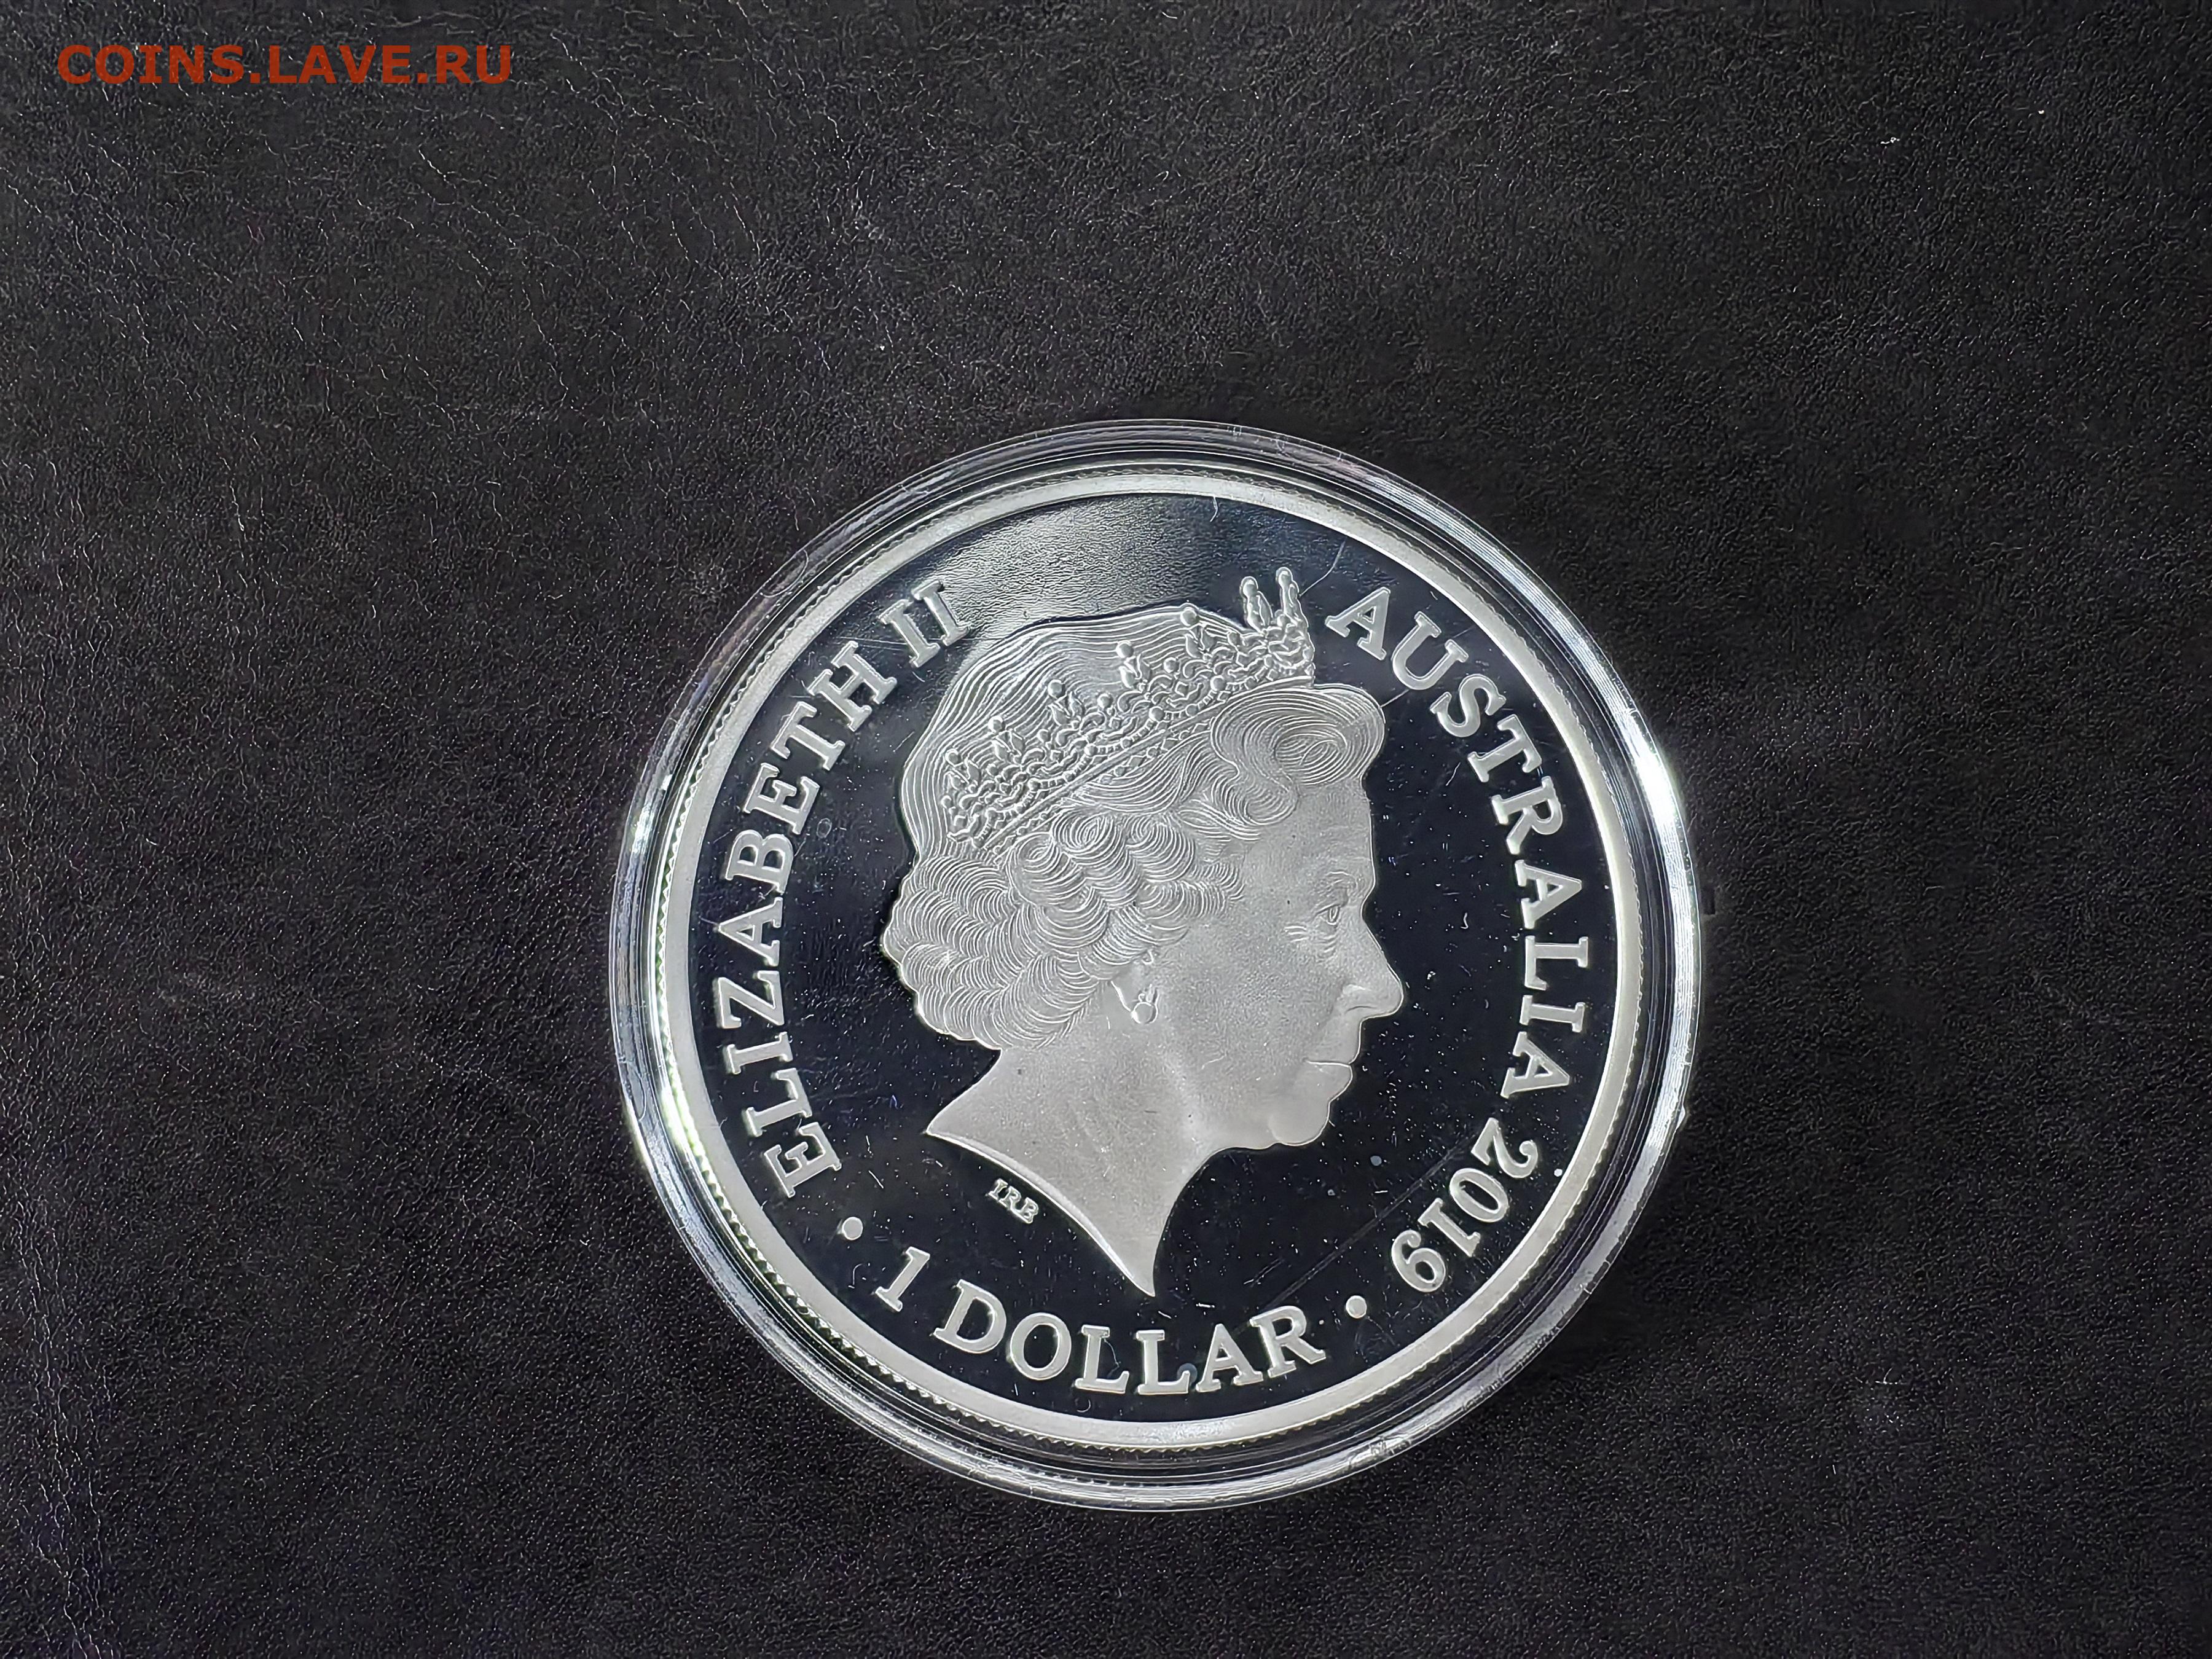 COINS.LAVE.RU
ELIZABETH II
AUSTRALIA 2019
• 1 DOLLAR •
IRB